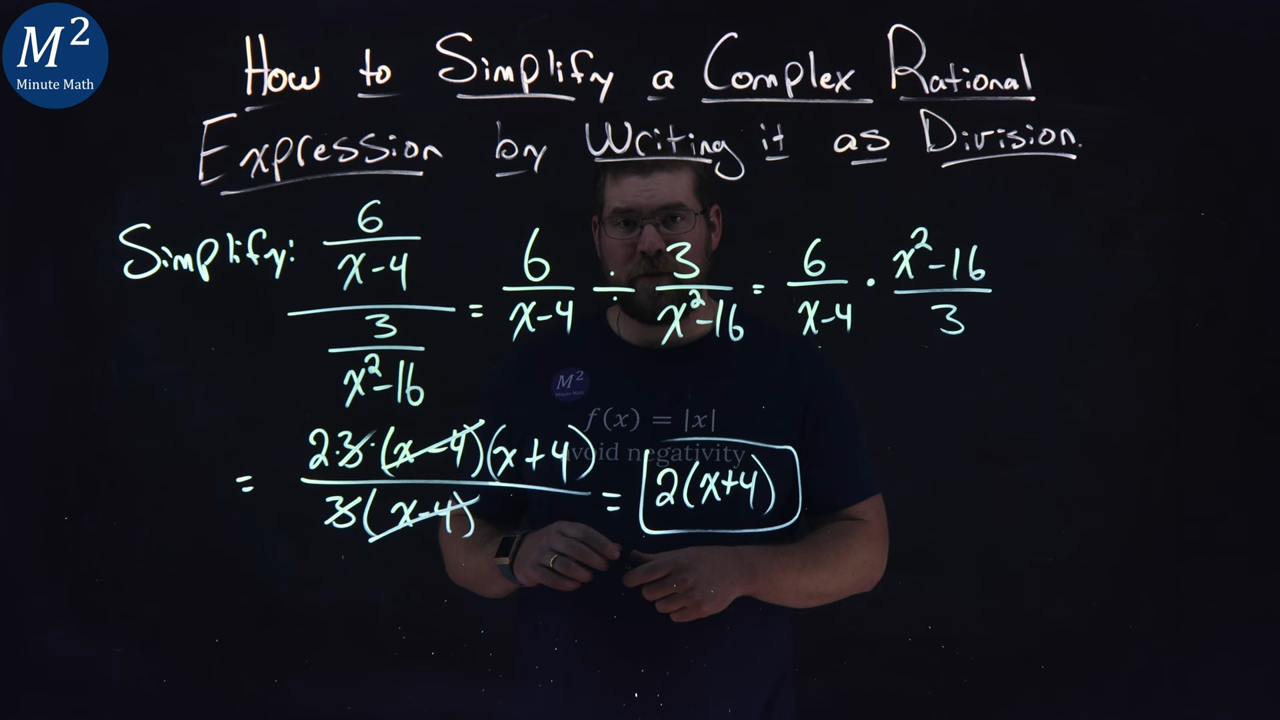 M²
Minute Math
How to Simplify a Complex Rational
Expression by Writing it as Division.
Simplify: (6/(x-4))/(3/(x²-16)) = 6/(x-4) ÷ 3/(x²-16) = 6/(x-4) · (x²-16)/3
M²
Minute Math
f(x) = |x|
avoid negativity
= (2·3·(x-4)(x+4))/(3(x-4)) = 2(x+4)